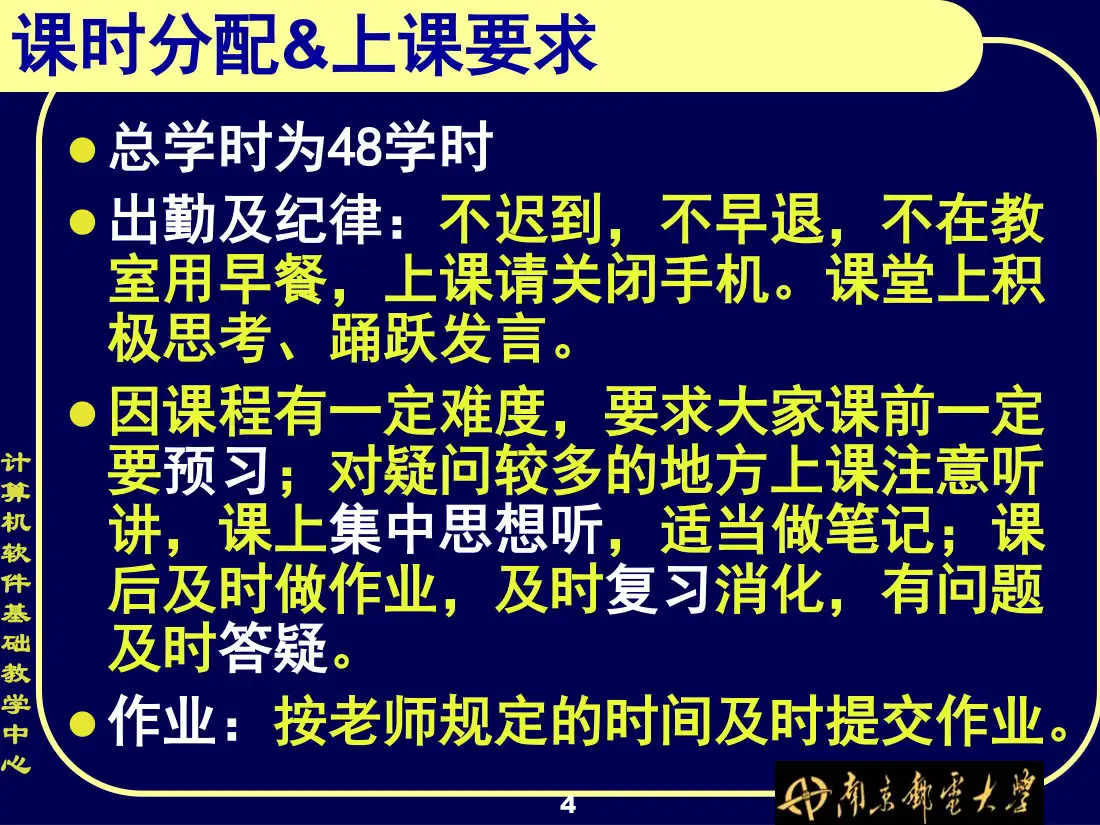 课时分配&上课要求
总学时为48学时
出勤及纪律：不迟到，不早退，不在教
室用早餐，上课请关闭手机。课堂上积
极思考、踊跃发言。
因课程有一定难度，要求大家课前一定
要预习；对疑问较多的地方上课注意听
讲，课上集中思想听，适当做笔记；课
后及时做作业，及时复习消化，有问题
及时答疑。
作业：按老师规定的时间及时提交作业。
计算机软件基础教学中心
4
南京邮電大學